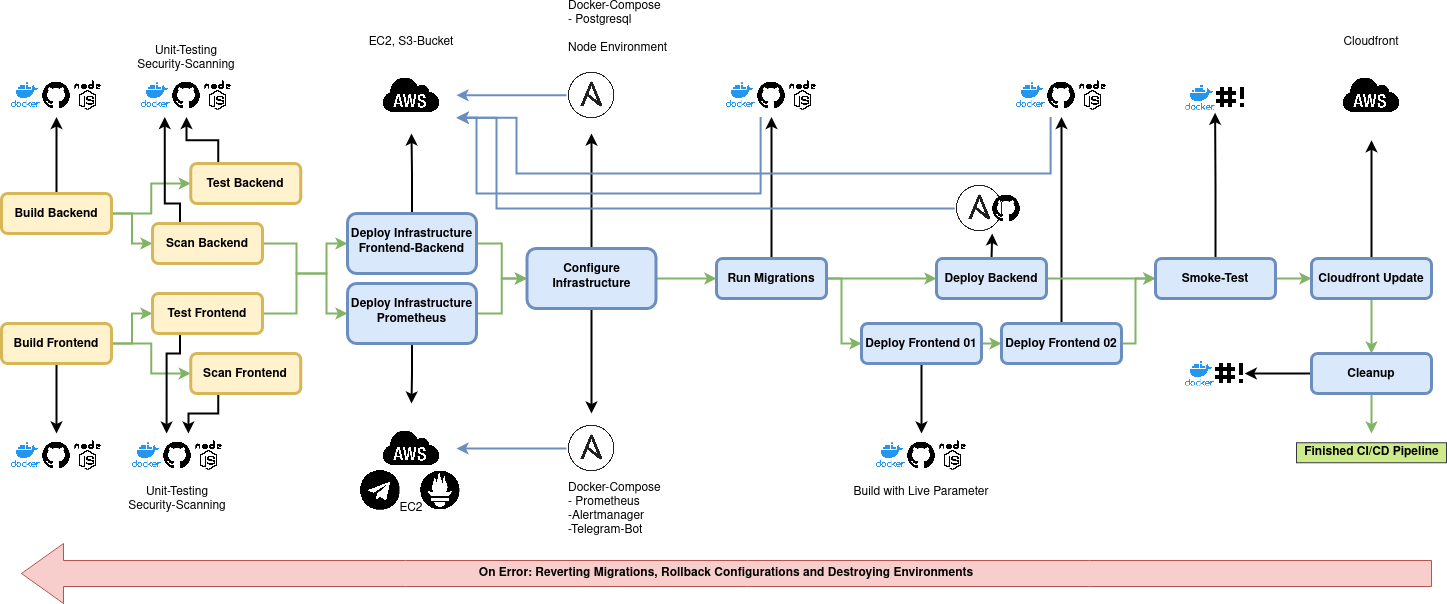 Docker-Compose
- Postgresql
Node Environment
EC2, S3-Bucket
Cloudfront
Unit-Testing
Security-Scanning
docker
node
JS
docker
node
JS
AWS
docker
node
JS
docker
node
JS
docker
#!
AWS
Test Backend
Build Backend
Scan Backend
Deploy Infrastructure
Frontend-Backend
Configure
Infrastructure
Run Migrations
Deploy Backend
Smoke-Test
Cloudfront Update
Test Frontend
Build Frontend
Scan Frontend
Deploy Infrastructure
Prometheus
Deploy Frontend 01
Deploy Frontend 02
docker
#!
Cleanup
docker
node
JS
docker
node
JS
AWS
EC2
docker
node
JS
Finished CI/CD Pipeline
Unit-Testing
Security-Scanning
Docker-Compose
- Prometheus
-Alertmanager
-Telegram-Bot
Build with Live Parameter
On Error: Reverting Migrations, Rollback Configurations and Destroying Environments